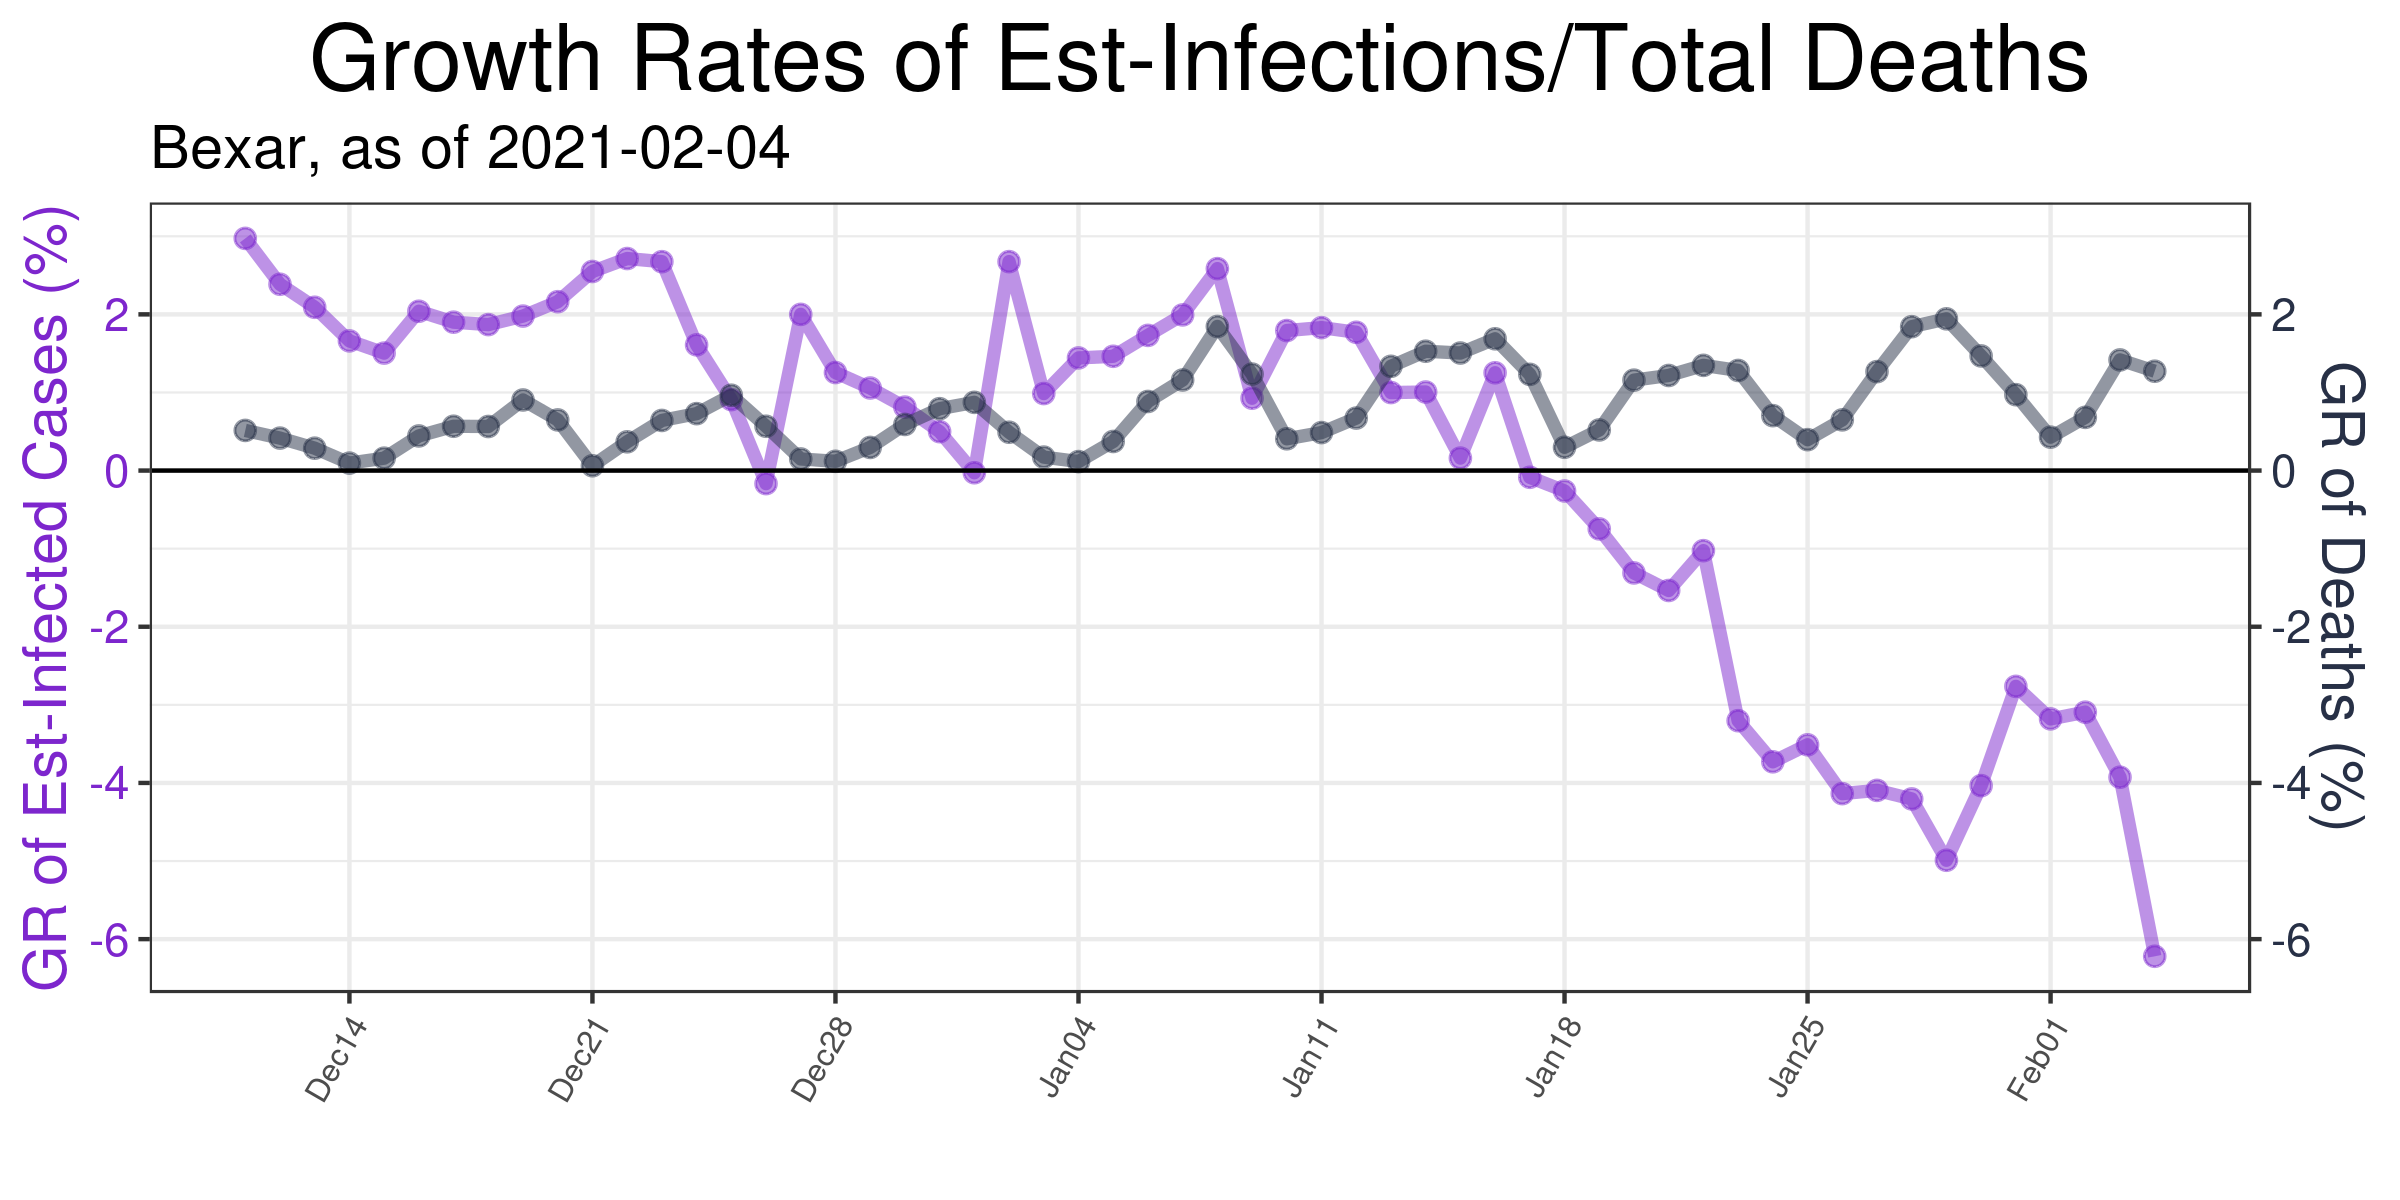 Growth Rates of Est-Infections/Total Deaths
Bexar, as of 2021-02-04
GR of Est-Infected Cases (%)
2
0
-2
-4
-6
2
0
-2
-4
-6
GR of Deaths (%)
Dec14
Dec21
Dec28
Jan04
Jan11
Jan18
Jan25
Feb01